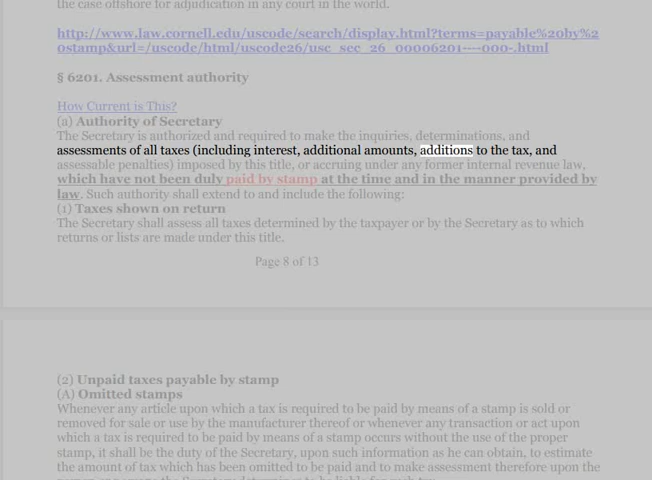 the case offshore for adjudication in any court in the world.
http://www.law.cornell.edu/uscode/search/display.html?terms=payable%20by%2
0stamp&url=/uscode/html/uscode26/usc_sec_26_00006201----000-.html
§ 6201. Assessment authority
How Current is This?
(a) Authority of Secretary
The Secretary is authorized and required to make the inquiries, determinations, and
assessments of all taxes (including interest, additional amounts, additions to the tax, and
assessable penalties) imposed by this title, or accruing under any former internal revenue law,
which have not been duly paid by stamp at the time and in the manner provided by
law. Such authority shall extend to and include the following:
(1) Taxes shown on return
The Secretary shall assess all taxes determined by the taxpayer or by the Secretary as to which
returns or lists are made under this title.
Page 8 of 13
(2) Unpaid taxes payable by stamp
(A) Omitted stamps
Whenever any article upon which a tax is required to be paid by means of a stamp is sold or
removed for sale or use by the manufacturer thereof or whenever any transaction or act upon
which a tax is required to be paid by means of a stamp occurs without the use of the proper
stamp, it shall be the duty of the Secretary, upon such information as he can obtain, to estimate
the amount of tax which has been omitted to be paid and to make assessment therefore upon the